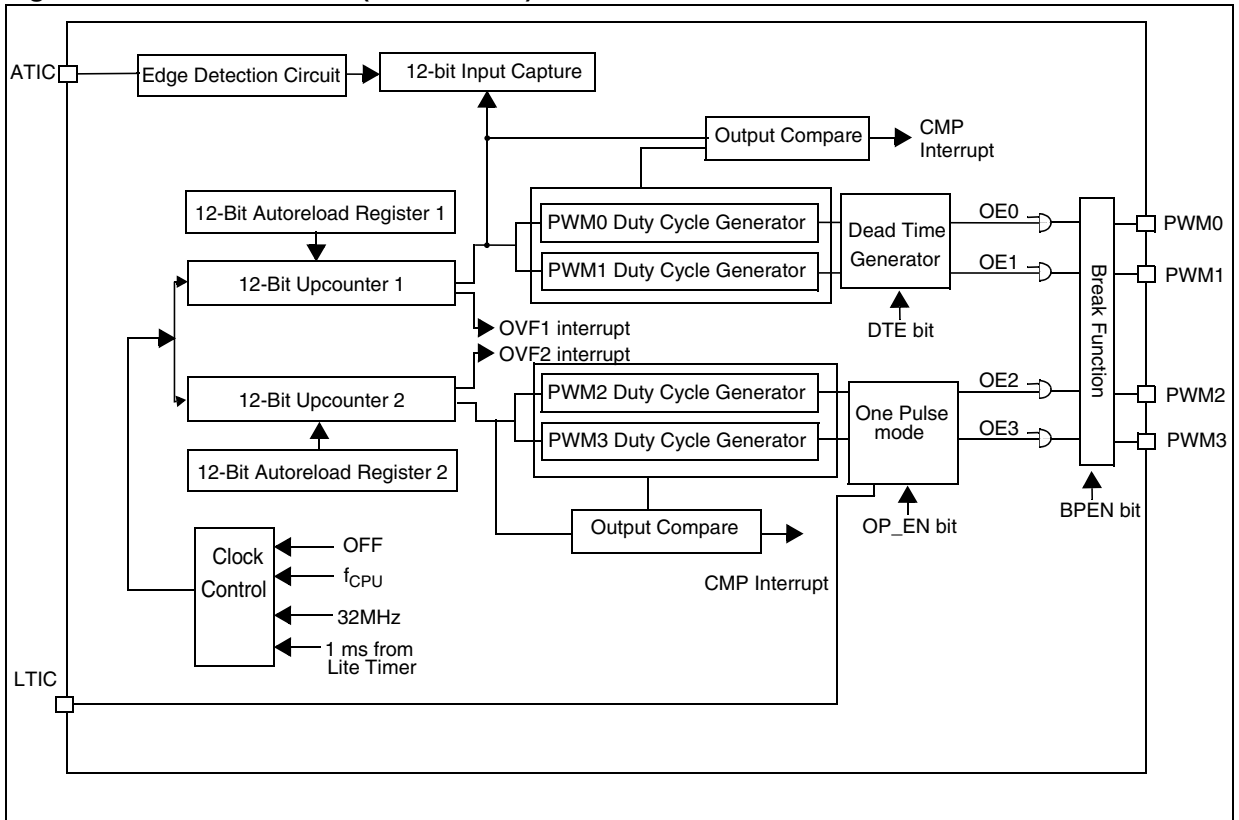 ATIC
Edge Detection Circuit
12-bit Input Capture
Output Compare
CMP
Interrupt
12-Bit Autoreload Register 1
PWM0 Duty Cycle Generator
PWM1 Duty Cycle Generator
Dead Time
Generator
OE0
OE1
PWM0
PWM1
12-Bit Upcounter 1
OVF1 interrupt
DTE bit
Break Function
OVF2 interrupt
12-Bit Upcounter 2
PWM2 Duty Cycle Generator
PWM3 Duty Cycle Generator
One Pulse
mode
OE2
OE3
PWM2
PWM3
12-Bit Autoreload Register 2
Output Compare
OP_EN bit
BPEN bit
CMP Interrupt
Clock
Control
OFF
fCPU
32MHz
1 ms from
Lite Timer
LTIC